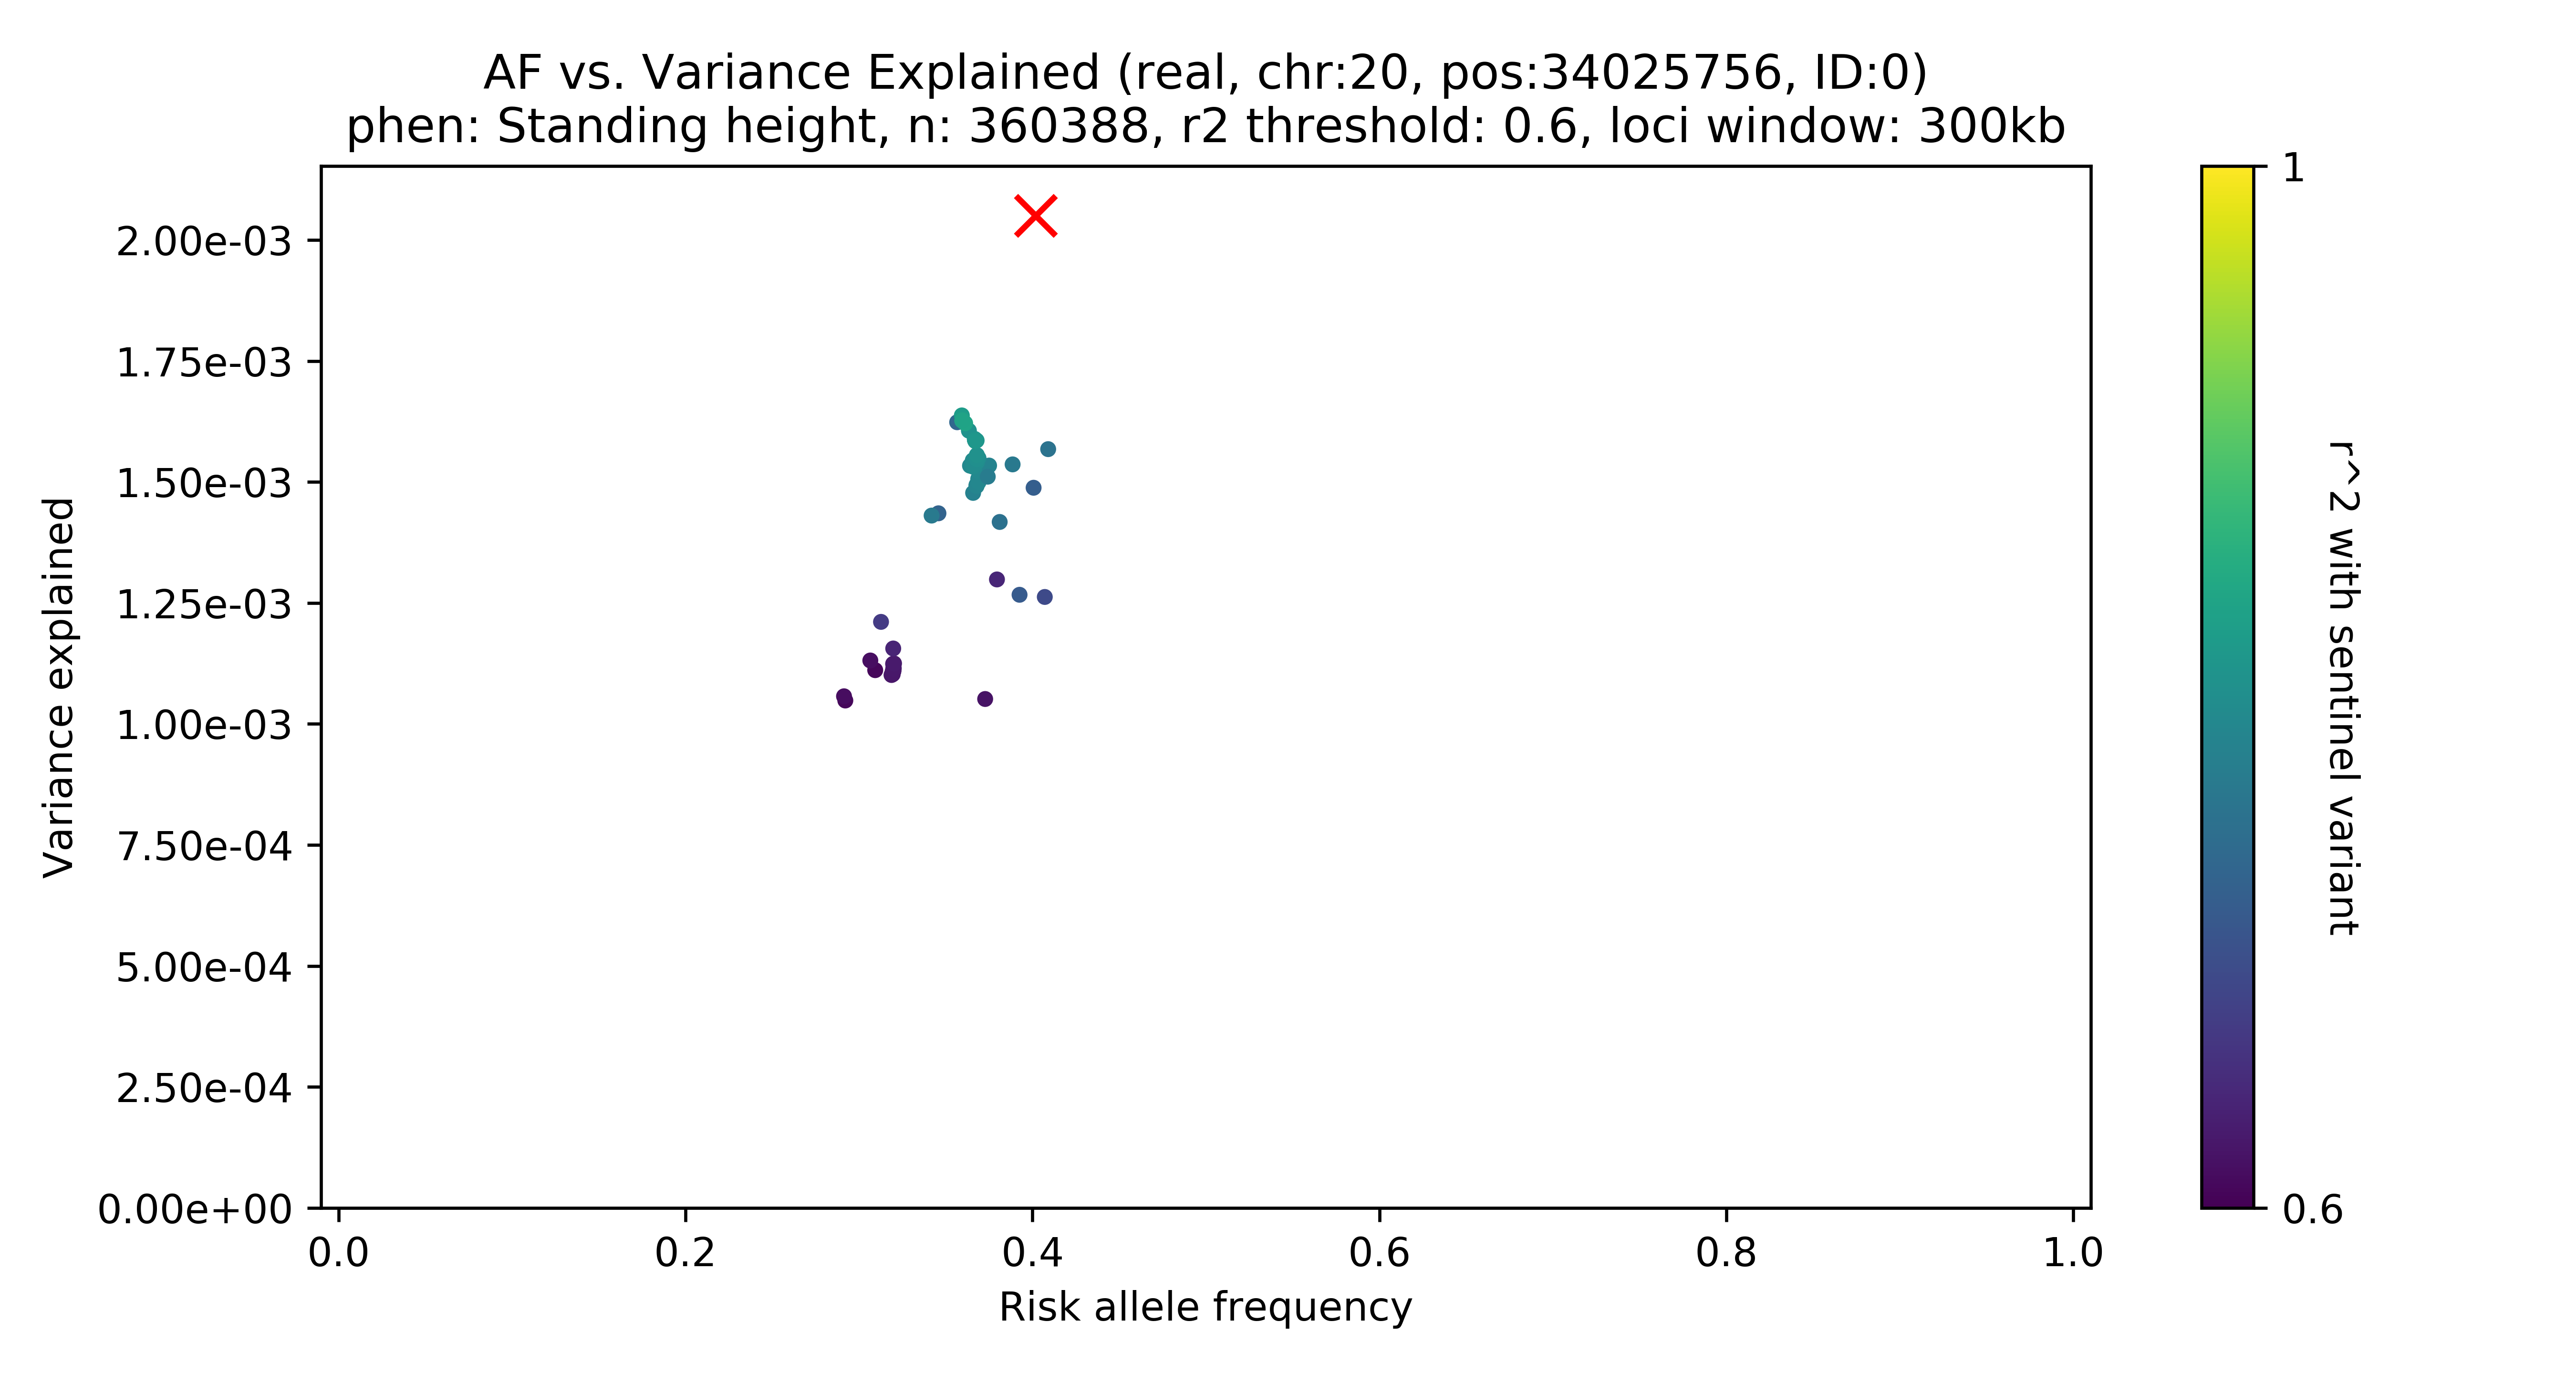 AF vs. Variance Explained (real, chr:20, pos:34025756, ID:0)
phen: Standing height, n: 360388, r2 threshold: 0.6, loci window: 300kb
Variance explained
2.00e-03
1.75e-03
1.50e-03
1.25e-03
1.00e-03
7.50e-04
5.00e-04
2.50e-04
0.00e+00
0.0 0.2 0.4 0.6 0.8 1.0
Risk allele frequency
1
0.6
r^2 with sentinel variant